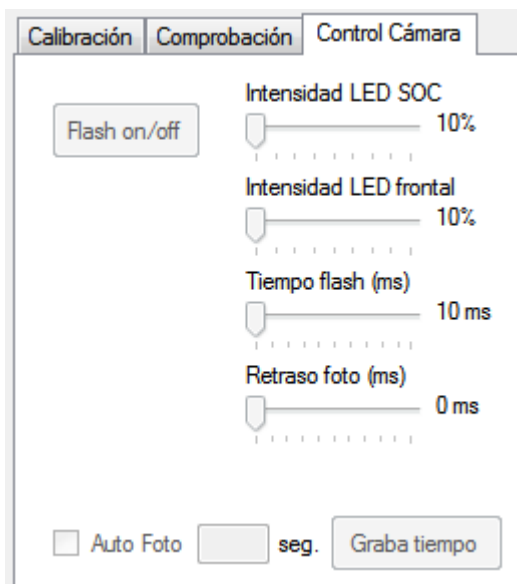 Calibración Comprobación Control Cámara
Flash on/off
Intensidad LED SOC
10%
Intensidad LED frontal
10%
Tiempo flash (ms)
10 ms
Retraso foto (ms)
0 ms
Auto Foto seg. Graba tiempo